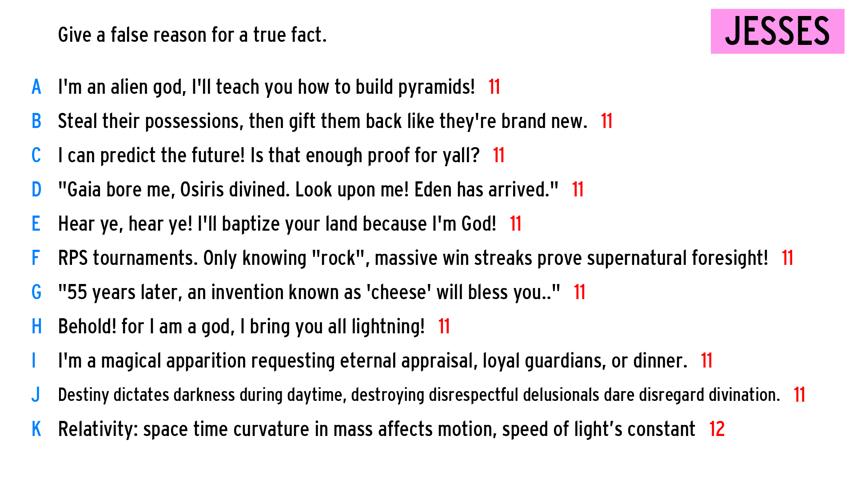 Give a false reason for a true fact.
JESSES
A I'm an alien god, I'll teach you how to build pyramids! 11
B Steal their possessions, then gift them back like they're brand new. 11
C I can predict the future! Is that enough proof for yall? 11
D "Gaia bore me, Osiris divined. Look upon me! Eden has arrived." 11
E Hear ye, hear ye! I'll baptize your land because I'm God! 11
F RPS tournaments. Only knowing "rock", massive win streaks prove supernatural foresight! 11
G "55 years later, an invention known as 'cheese' will bless you.." 11
H Behold! for I am a god, I bring you all lightning! 11
I I'm a magical apparition requesting eternal appraisal, loyal guardians, or dinner. 11
J Destiny dictates darkness during daytime, destroying disrespectful delusionals dare disregard divination. 11
K Relativity: space time curvature in mass affects motion, speed of light’s constant 12